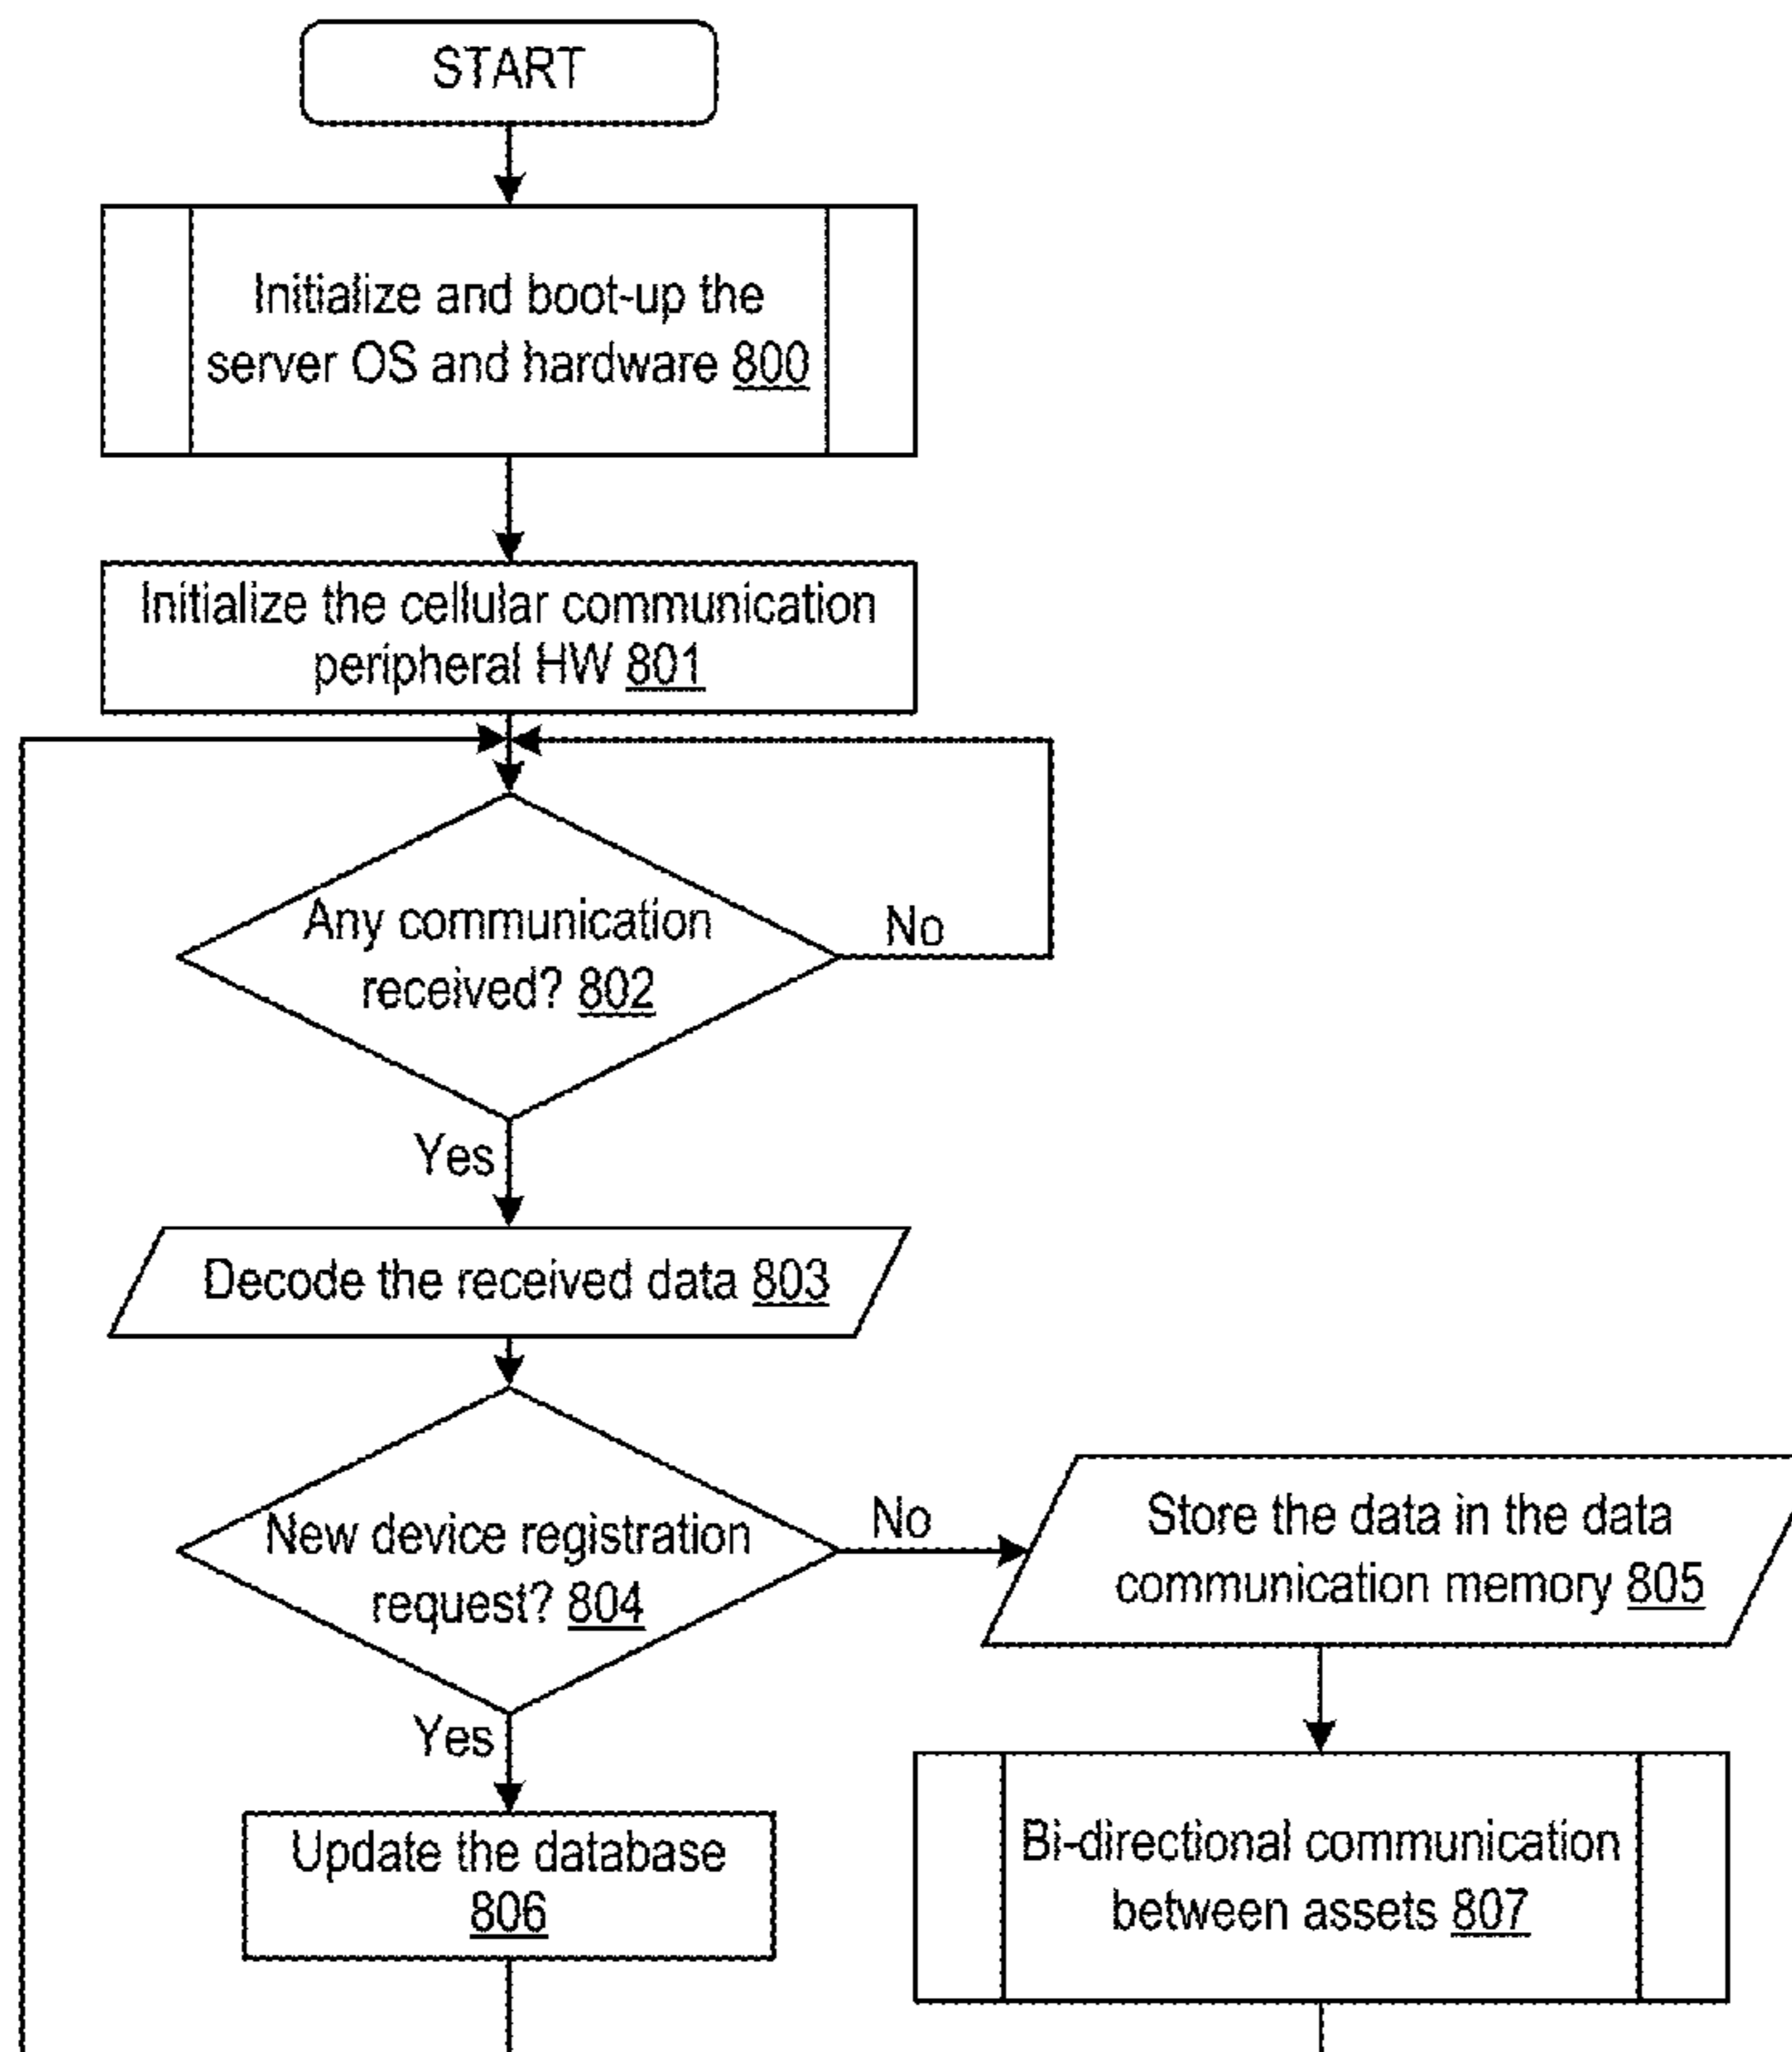 START
Initialize and boot-up the
server OS and hardware 800
Initialize the cellular communication
peripheral HW 801
Any communication
received? 802
No
Yes
Decode the received data 803
New device registration
request? 804
No
Yes
Store the data in the data
communication memory 805
Update the database
806
Bi-directional communication
between assets 807